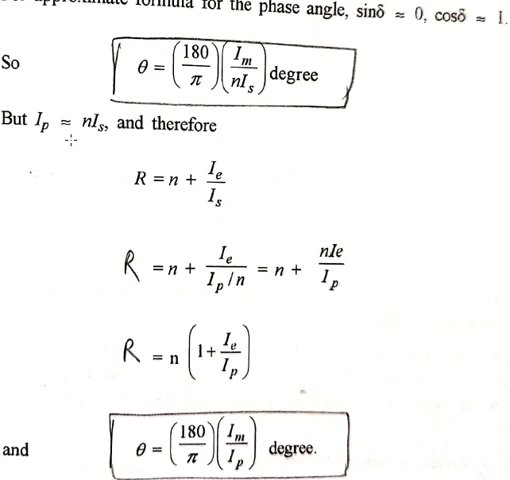 approximate formula for the phase angle, sinδ ≈ 0, cosδ ≈ 1.
So θ = (180/π)(I_m/nI_s) degree
But I_p ≈ nI_s, and therefore
R = n + I_e/I_s
R = n + I_e/(I_p/n) = n + nIe/I_p
R = n (1 + I_e/I_p)
and θ = (180/π)(I_m/I_p) degree.